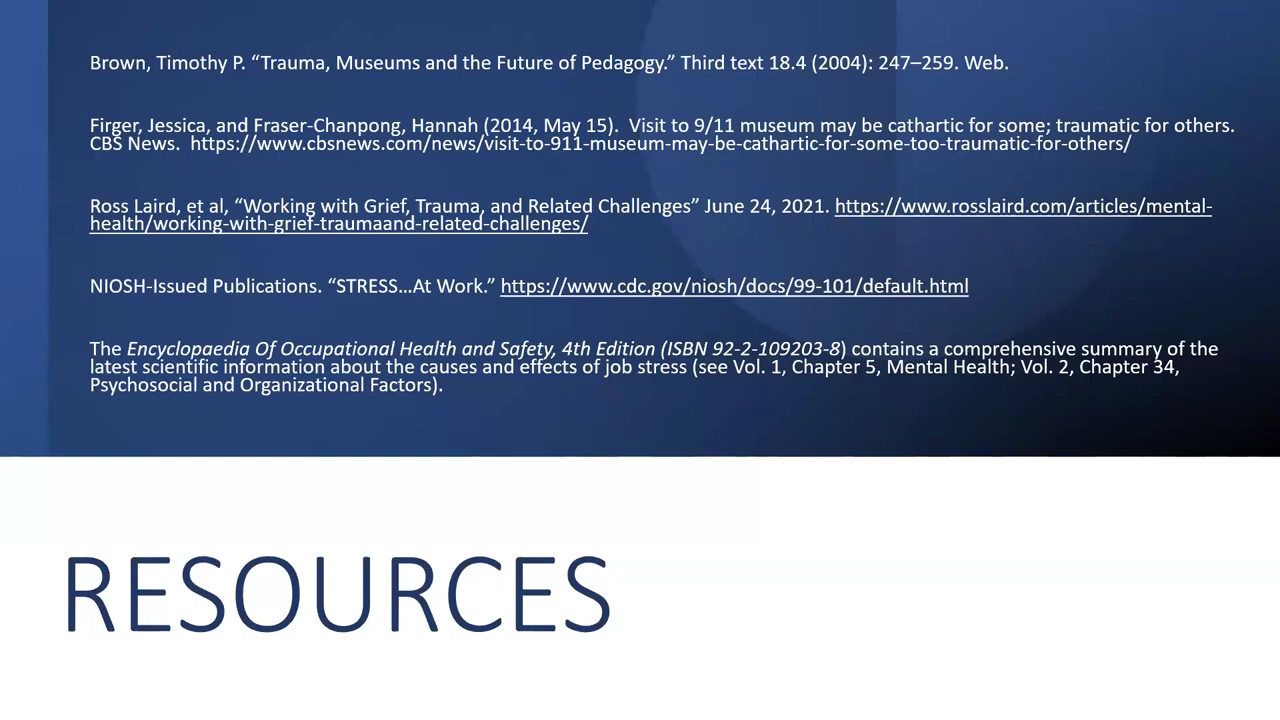 Brown, Timothy P. “Trauma, Museums and the Future of Pedagogy.” Third text 18.4 (2004): 247–259. Web.
Firger, Jessica, and Fraser-Chanpong, Hannah (2014, May 15).  Visit to 9/11 museum may be cathartic for some; traumatic for others.
CBS News.  https://www.cbsnews.com/news/visit-to-911-museum-may-be-cathartic-for-some-too-traumatic-for-others/
Ross Laird, et al, “Working with Grief, Trauma, and Related Challenges” June 24, 2021. https://www.rosslaird.com/articles/mental-
health/working-with-grief-traumaand-related-challenges/
NIOSH-Issued Publications. “STRESS...At Work.” https://www.cdc.gov/niosh/docs/99-101/default.html
The Encyclopaedia Of Occupational Health and Safety, 4th Edition (ISBN 92-2-109203-8) contains a comprehensive summary of the
latest scientific information about the causes and effects of job stress (see Vol. 1, Chapter 5, Mental Health; Vol. 2, Chapter 34,
Psychosocial and Organizational Factors).
RESOURCES